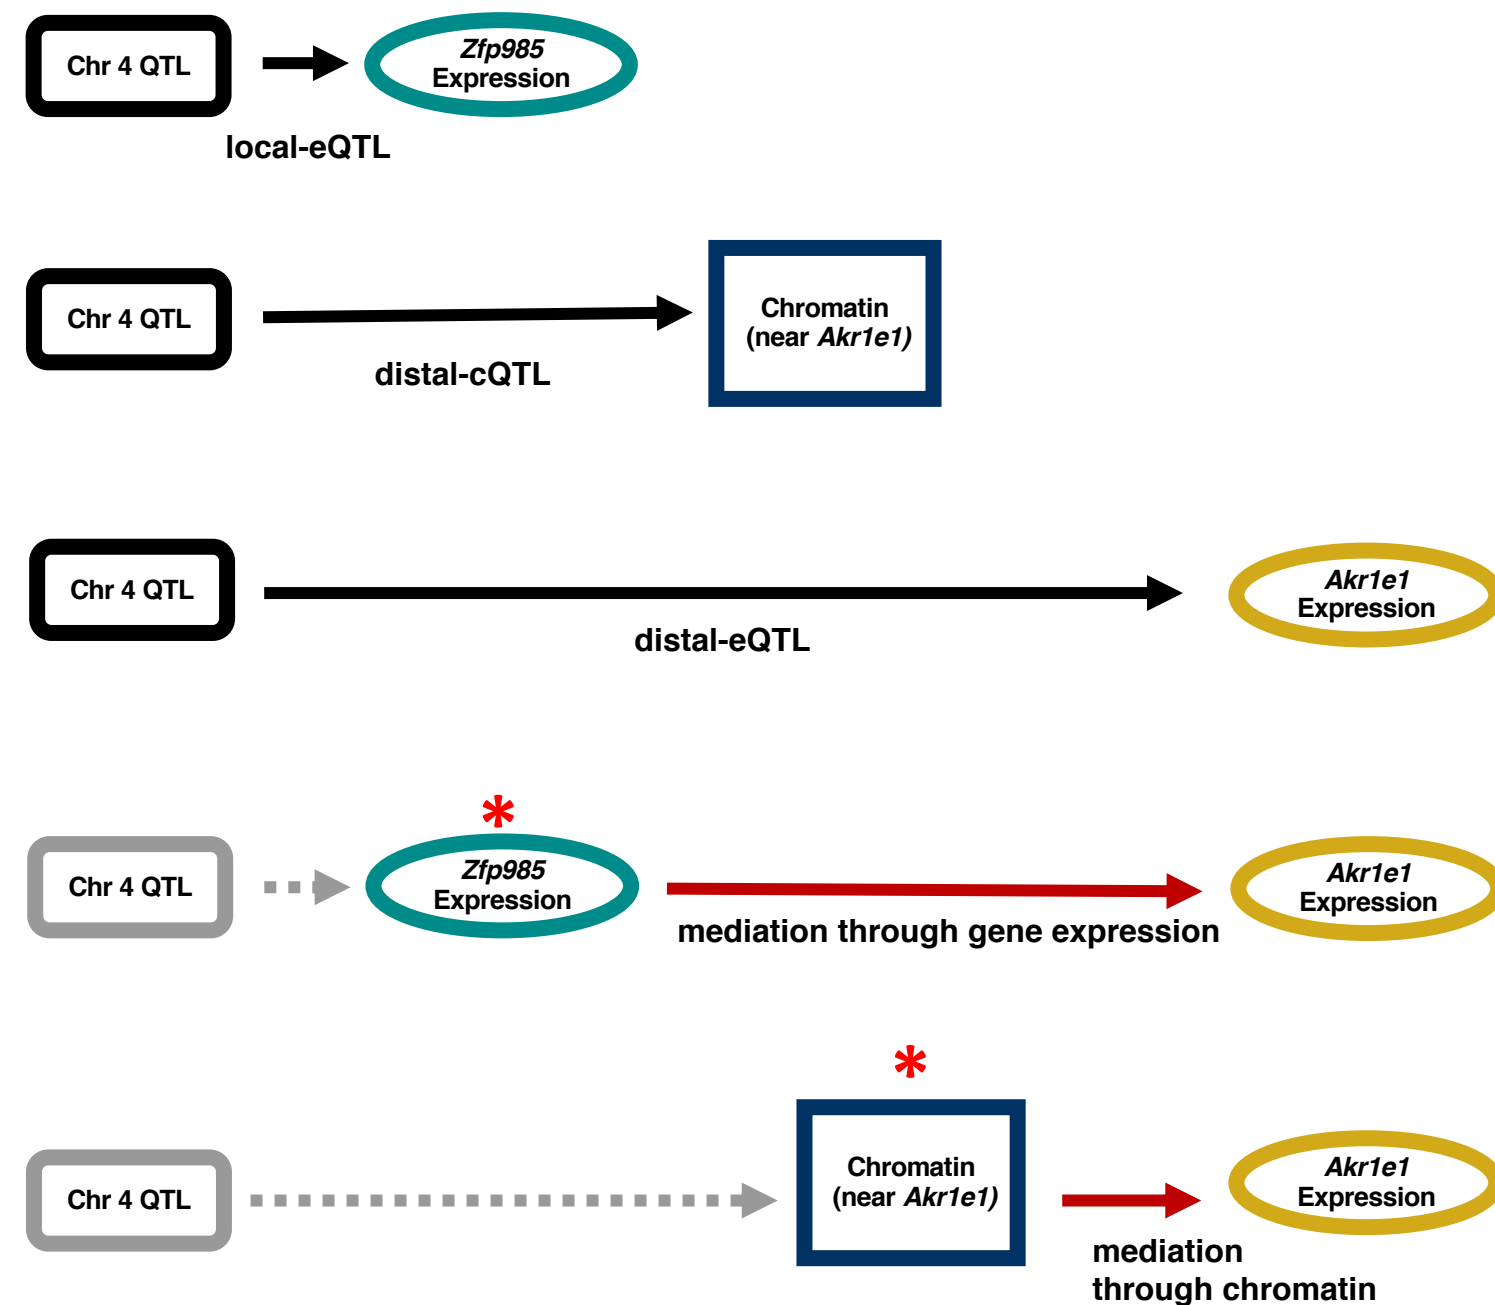 Chr 4 QTL
Zfp985
Expression
local-eQTL
Chr 4 QTL
Chromatin
(near Akr1e1)
distal-cQTL
Chr 4 QTL
Akr1e1
Expression
distal-eQTL
*
Chr 4 QTL
Zfp985
Expression
Akr1e1
Expression
mediation through gene expression
*
Chr 4 QTL
Chromatin
(near Akr1e1)
Akr1e1
Expression
mediation
through chromatin